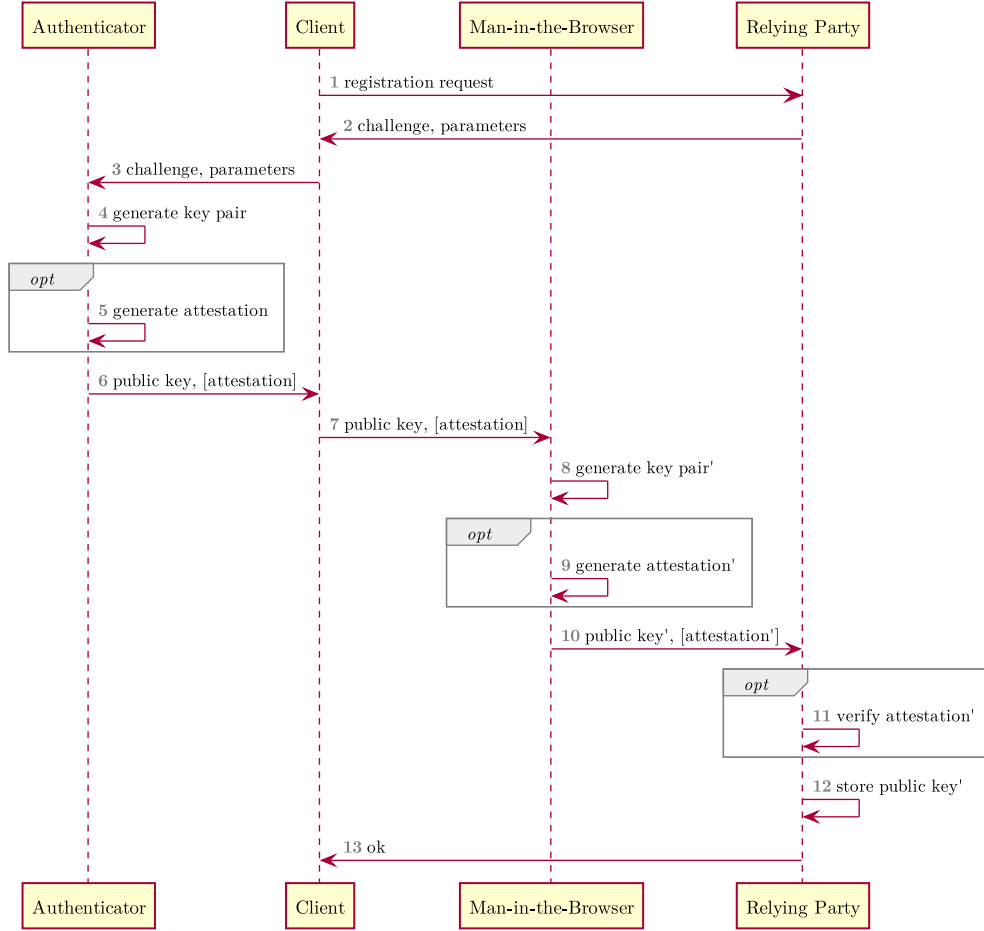 Authenticator
Client
Man-in-the-Browser
Relying Party
1 registration request
2 challenge, parameters
3 challenge, parameters
4 generate key pair
opt
5 generate attestation
6 public key, [attestation]
7 public key, [attestation]
8 generate key pair'
opt
9 generate attestation'
10 public key', [attestation']
opt
11 verify attestation'
12 store public key'
13 ok
Authenticator
Client
Man-in-the-Browser
Relying Party